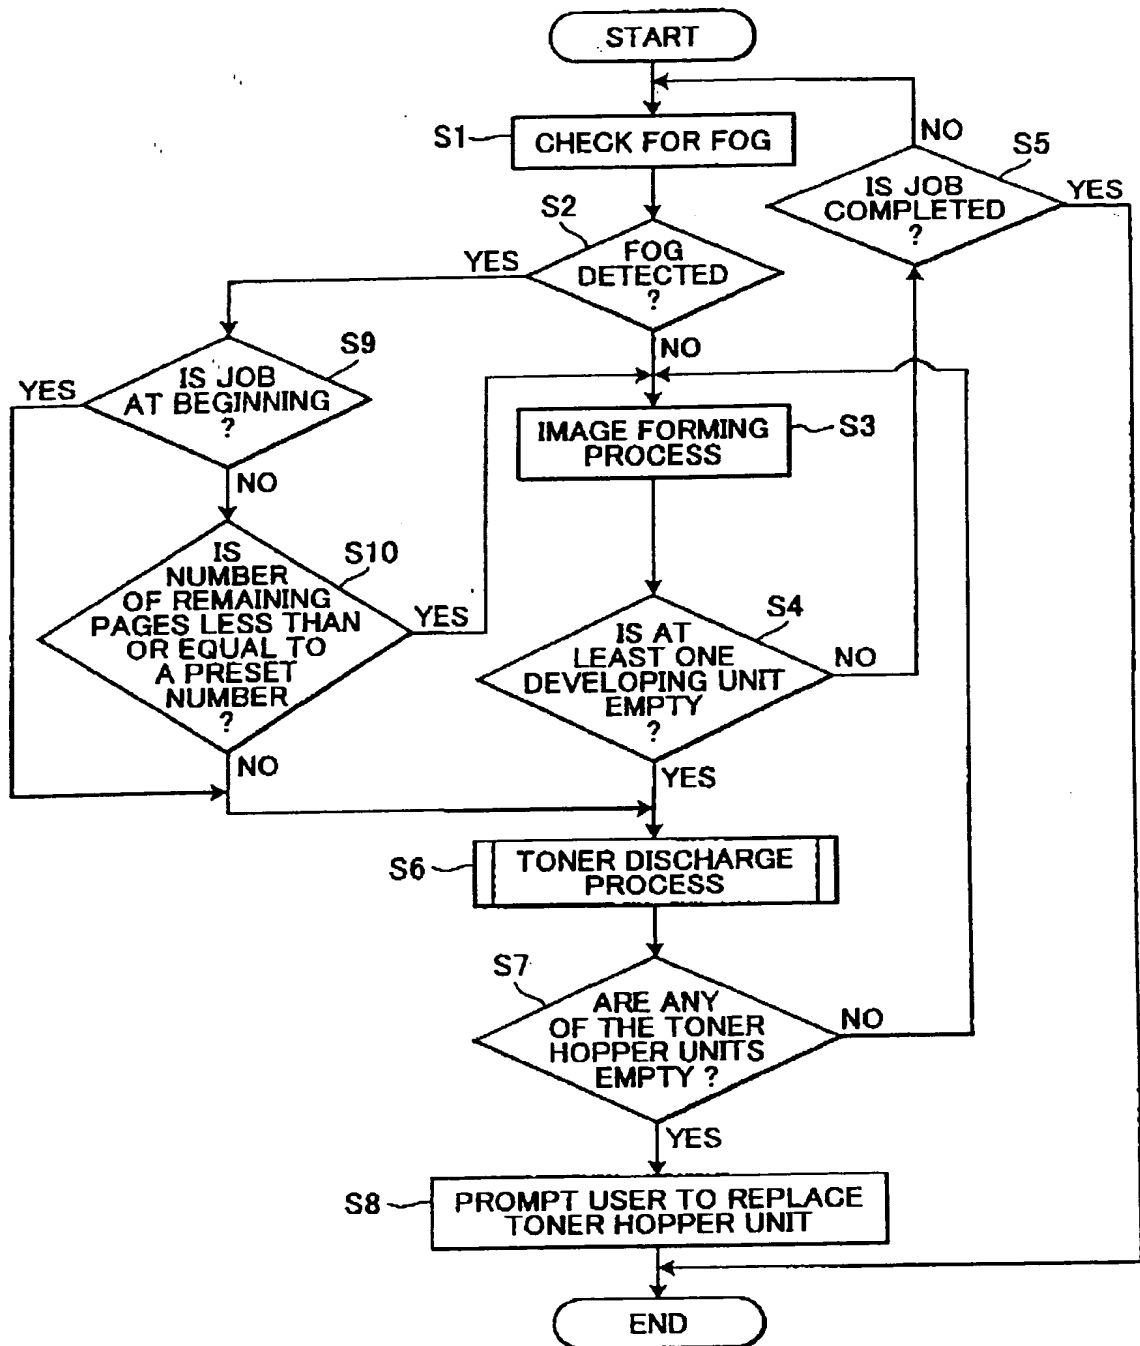 START
S1
CHECK FOR FOG
NO
S5
IS JOB
COMPLETED
?
YES
S2
FOG
DETECTED
?
YES
NO
S9
IS JOB
AT BEGINNING
?
YES
NO
IMAGE FORMING
PROCESS
S3
S10
IS
NUMBER
OF REMAINING
PAGES LESS THAN
OR EQUAL TO
A PRESET
NUMBER
?
YES
NO
S4
IS AT
LEAST ONE
DEVELOPING UNIT
EMPTY
?
NO
YES
S6
TONER DISCHARGE
PROCESS
S7
ARE ANY
OF THE TONER
HOPPER UNITS
EMPTY ?
NO
YES
S8
PROMPT USER TO REPLACE
TONER HOPPER UNIT
END